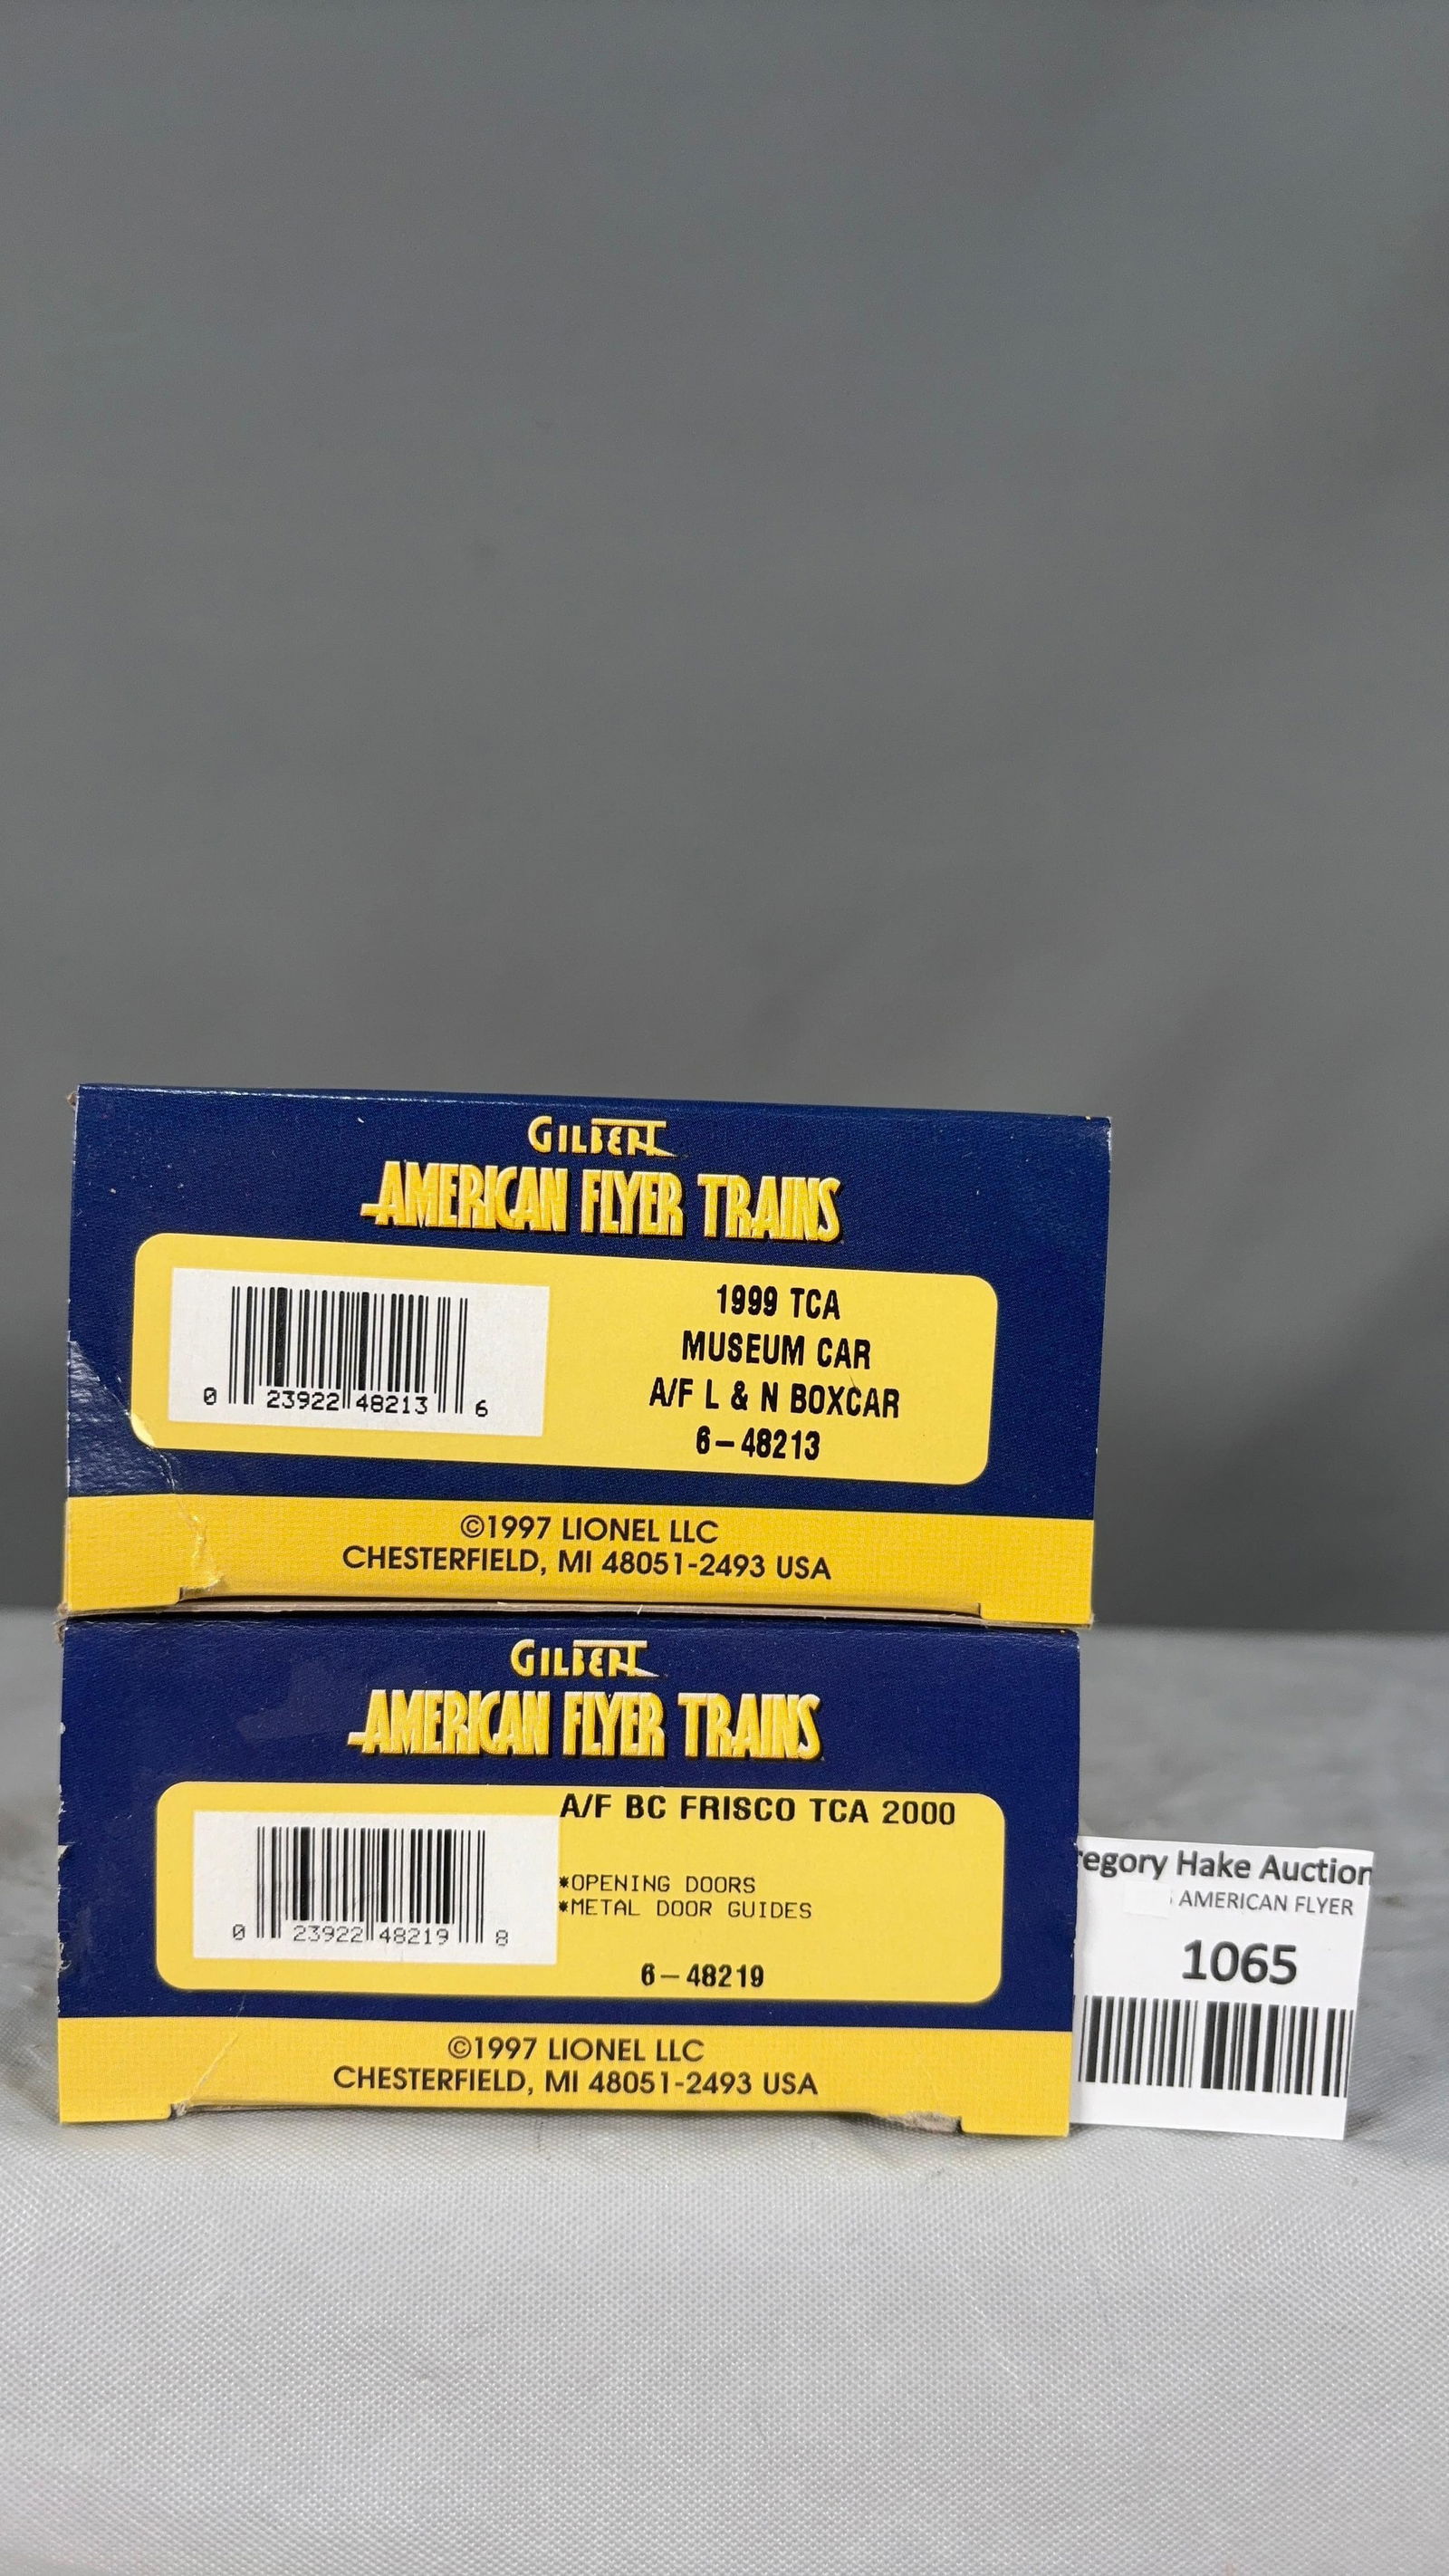 GILBERT
AMERICAN FLYER TRAINS
1999 TCA
MUSEUM CAR
A/F L & N BOXCAR
6-48213
0 23922 48213 6
©1997 LIONEL LLC
CHESTERFIELD, MI 48051-2493 USA
GILBERT
AMERICAN FLYER TRAINS
A/F BC FRISCO TCA 2000
*OPENING DOORS
*METAL DOOR GUIDES
6-48219
0 23922 48219 8
©1997 LIONEL LLC
CHESTERFIELD, MI 48051-2493 USA
regory Hake Auction
AMERICAN FLYER
1065